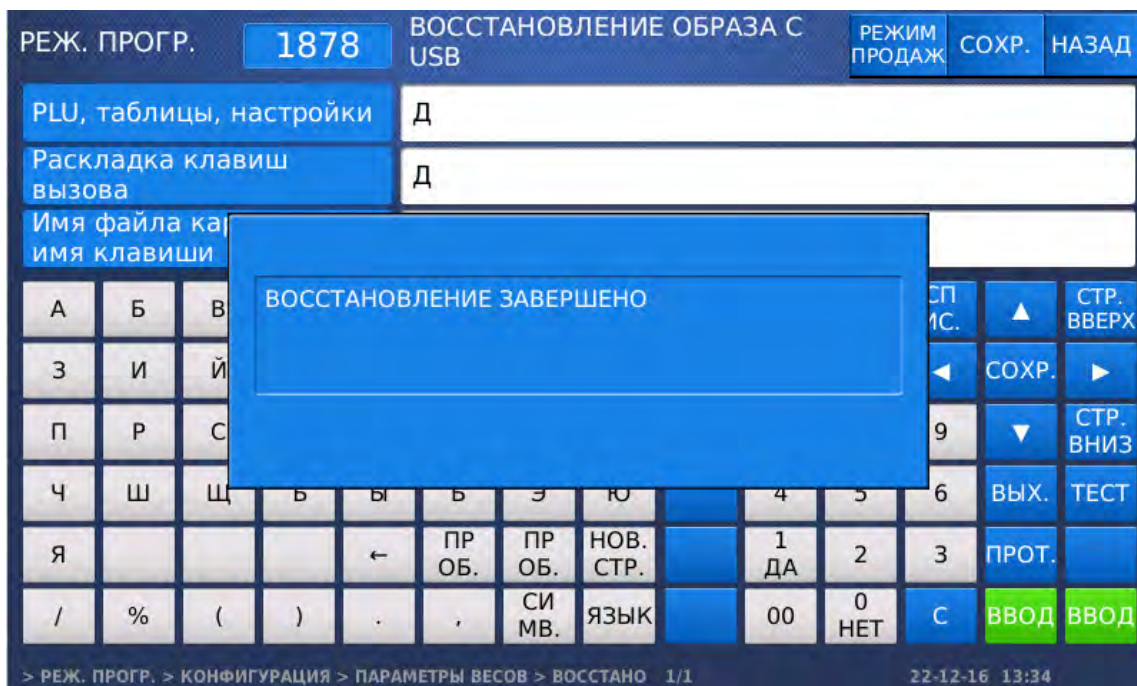 РЕЖ. ПРОГР.
1878
ВОССТАНОВЛЕНИЕ ОБРАЗА С
USB
РЕЖИМ
ПРОДАЖ
СОХР.
НАЗАД
PLU, таблицы, настройки
Д
Раскладка клавиш
вызова
Д
Имя файла
имя клавиши
ВОССТАНОВЛЕНИЕ ЗАВЕРШЕНО
А Б В ▲ СТР.
ВВЕРХ
З И Й ◄ СОХР. ►
П Р С 9 ▼ СТР.
ВНИЗ
Ч Ш Щ Ы Э Ю 4 5 6 ВЫХ. ТЕСТ
Я ← ПР
ОБ.
ПР
ОБ.
НОВ.
СТР.
1
ДА
2 3 ПРОТ.
/ % ( ) . , СИ
МВ.
ЯЗЫК 00 0
НЕТ
С ВВОД ВВОД
> РЕЖ. ПРОГР. > КОНФИГУРАЦИЯ > ПАРАМЕТРЫ ВЕСОВ > ВОССТАНО 1/1 22-12-16 13:34